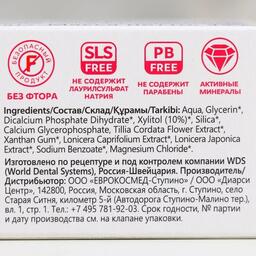 БЕЗОПАСНЫЙ
F
ПРОДУКТ
БЕЗ ФТОРА
SLS
FREE
НЕ СОДЕРЖИТ
ЛАУРИЛСУЛЬФАТ
НАТРИЯ
PB
FREE
НЕ СОДЕРЖИТ
ПАРАБЕНЫ
АКТИВНЫЕ
МИНЕРАЛЫ
Ingredients/Состав/Склад/Құрамы/Tarkibi: Aqua, Glycerin*,
Dicalcium Phosphate Dihydrate*, Xylitol (10%)*, Silica*,
Calcium Glycerophosphate, Tillia Cordata Flower Extract*,
Xanthan Gum*, Lonicera Caprifolium Extract*, Lonicera Japonica
Extract*, Sodium Benzoate*, Magnesium Chloride*.
Изготовлено по рецептуре и под контролем компании WDS
(World Dental Systems), Россия-Швейцария. Производитель/
Дистрибьютор: ООО «ЕВРОКОСМЕД-Ступино» / ООО «Диарси
Центр», 142800, Россия, Московская область, г. Ступино, село
Старая Ситня, километр 5-й (Автодорога Ступино-Малино тер.),
вл. 1, стр. 1. Тел.: +7 495 781-92-03. Срок годности, № партии
и дату производства см. на клапане упаковки.